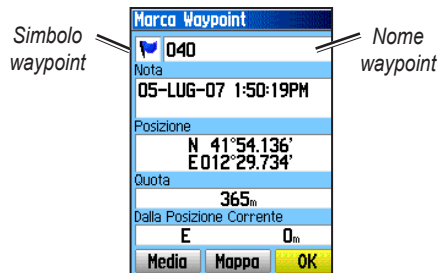 Marca Waypoint
Simbolo
waypoint
Nome
waypoint
040
Nota
05-LUG-07 1:50:19PM
Posizione
N 41°54.136'
E012°29.734'
Quota
365m
Dalla Posizione Corrente
E 0m
Media Mappa OK